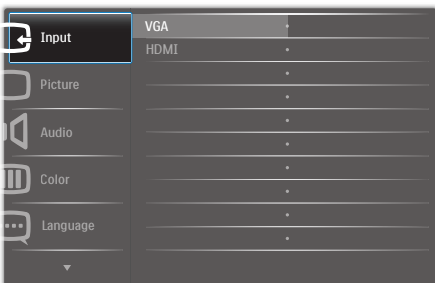 Input
Picture
Audio
Color
Language
VGA
HDMI